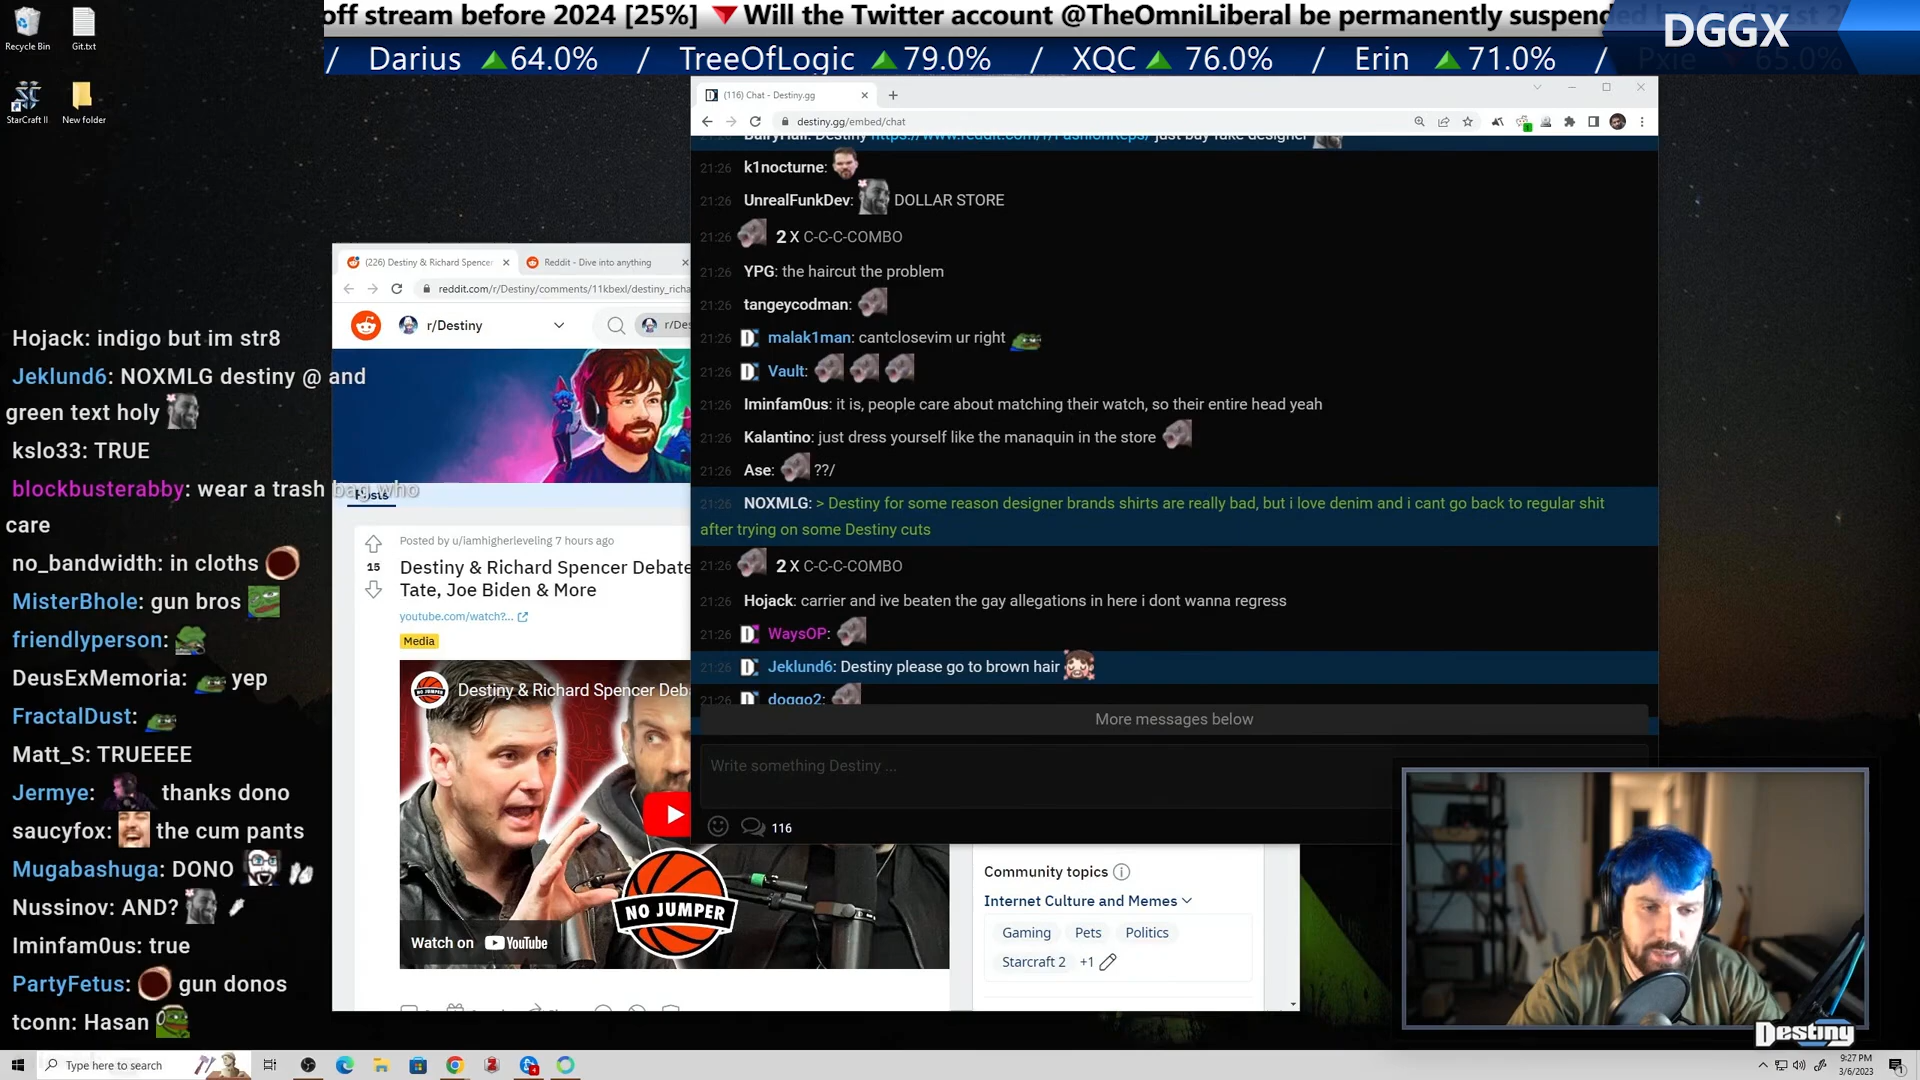 off stream before 2024 [25%] Will the Twitter account @TheOmniLiberal be permanently suspended
/ Darius 64.0% / TreeOfLogic 79.0% / XQC 76.0% / Erin 71.0% / Pxie 65.0%
DGGX
Recycle Bin
Git.txt
StarCraft II
New folder
(116) Chat - Destiny.gg
destiny.gg/embed/chat
just buy fake designer
21:26 k1nocturne:
21:26 UnrealFunkDev: DOLLAR STORE
21:26 2 X C-C-C-COMBO
21:26 YPG: the haircut the problem
21:26 tangeycodman:
21:26 malak1man: cantclosevim ur right
21:26 Vault:
21:26 Iminfam0us: it is, people care about matching their watch, so their entire head yeah
21:26 Kalantino: just dress yourself like the manaquin in the store
21:26 Ase: ??/
21:26 NOXMLG: > Destiny for some reason designer brands shirts are really bad, but i love denim and i cant go back to regular shit
after trying on some Destiny cuts
21:26 2 X C-C-C-COMBO
21:26 Hojack: carrier and ive beaten the gay allegations in here i dont wanna regress
21:26 WaysOP:
21:26 Jeklund6: Destiny please go to brown hair
21:26 doggo2:
More messages below
Write something Destiny ...
116
(226) Destiny & Richard Spencer
Reddit - Dive into anything
reddit.com/r/Destiny/comments/11kbexl/destiny_richa
r/Destiny
r/Des
Posts
Posted by u/iamhigherleveling 7 hours ago
15
Destiny & Richard Spencer Debate
Tate, Joe Biden & More
youtube.com/watch?...
Media
Destiny & Richard Spencer Deb
NO JUMPER
Watch on YouTube
Community topics
Internet Culture and Memes
Gaming Pets Politics
Starcraft 2 +1
Hojack: indigo but im str8
Jeklund6: NOXMLG destiny @ and
green text holy
kslo33: TRUE
blockbusterabby: wear a trash bag who
care
no_bandwidth: in cloths
MisterBhole: gun bros
friendlyperson:
DeusExMemoria: yep
FractalDust:
Matt_S: TRUEEEE
Jermye: thanks dono
saucyfox: the cum pants
Mugabashuga: DONO
Nussinov: AND?
Iminfam0us: true
PartyFetus: gun donos
tconn: Hasan
Destiny
Type here to search
9:27 PM
3/6/2023